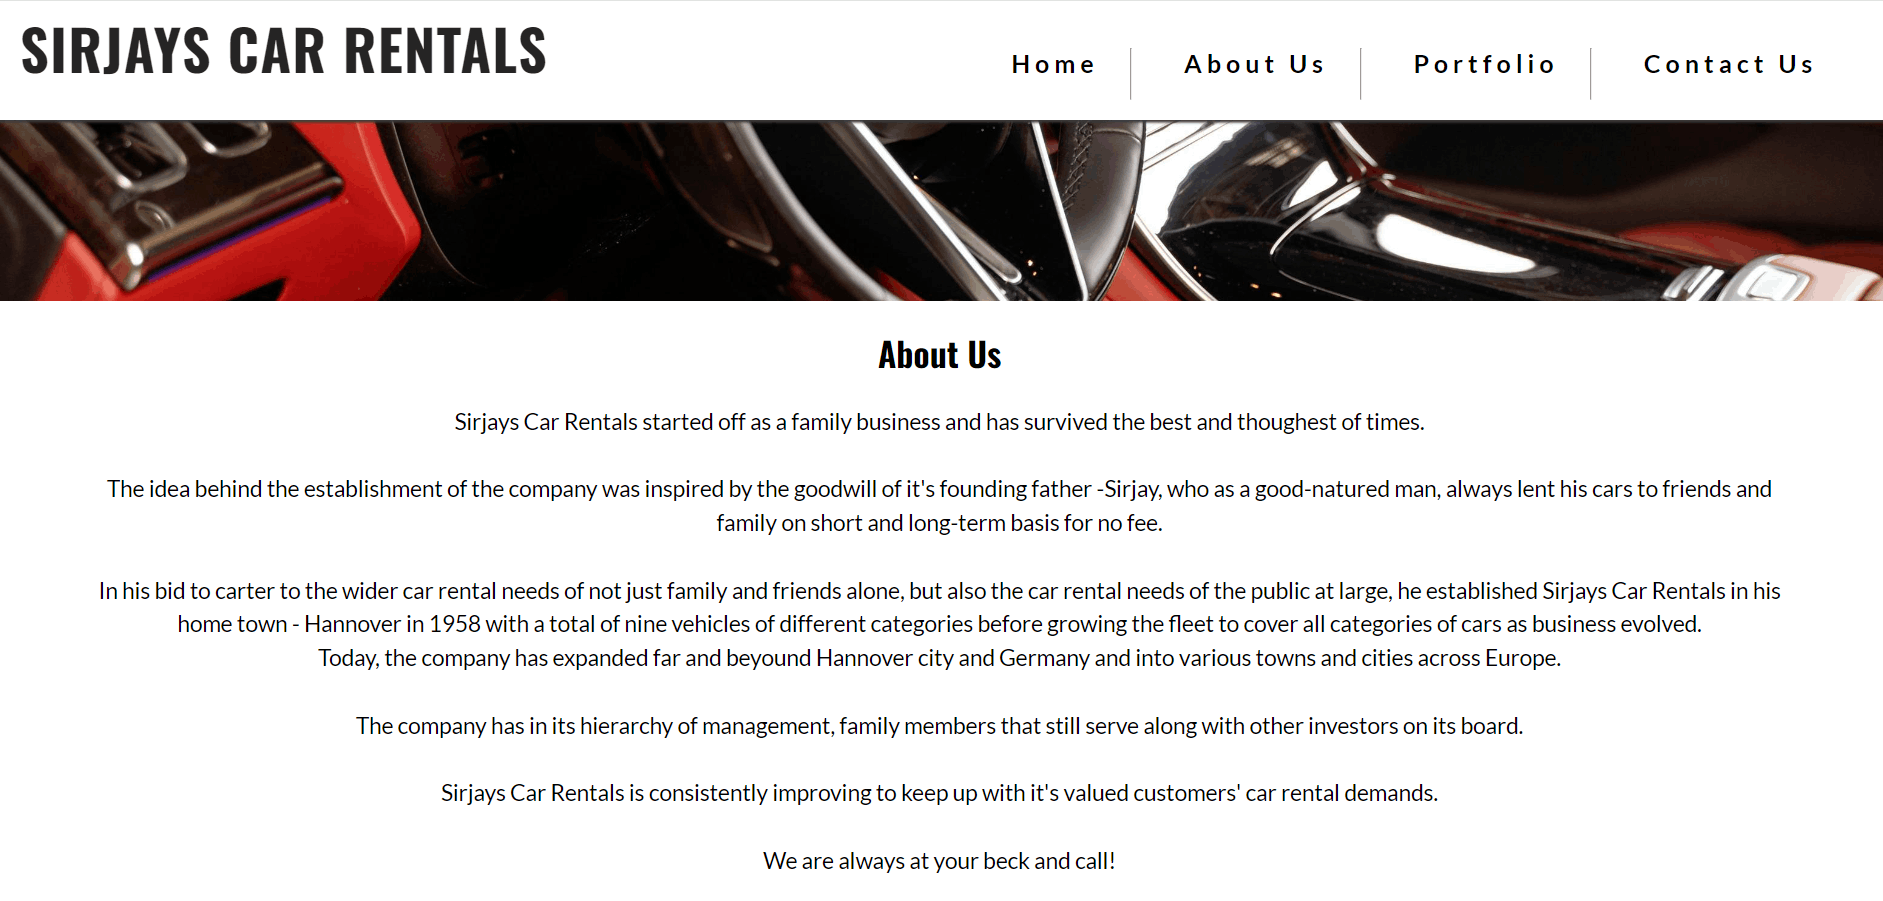 SIRJAYS CAR RENTALS
Home
About Us
Portfolio
Contact Us
About Us
Sirjays Car Rentals started off as a family business and has survived the best and thoughest of times.
The idea behind the establishment of the company was inspired by the goodwill of it's founding father -Sirjay, who as a good-natured man, always lent his cars to friends and
family on short and long-term basis for no fee.
In his bid to carter to the wider car rental needs of not just family and friends alone, but also the car rental needs of the public at large, he established Sirjays Car Rentals in his
home town - Hannover in 1958 with a total of nine vehicles of different categories before growing the fleet to cover all categories of cars as business evolved.
Today, the company has expanded far and beyound Hannover city and Germany and into various towns and cities across Europe.
The company has in its hierarchy of management, family members that still serve along with other investors on its board.
Sirjays Car Rentals is consistently improving to keep up with it's valued customers' car rental demands.
We are always at your beck and call!